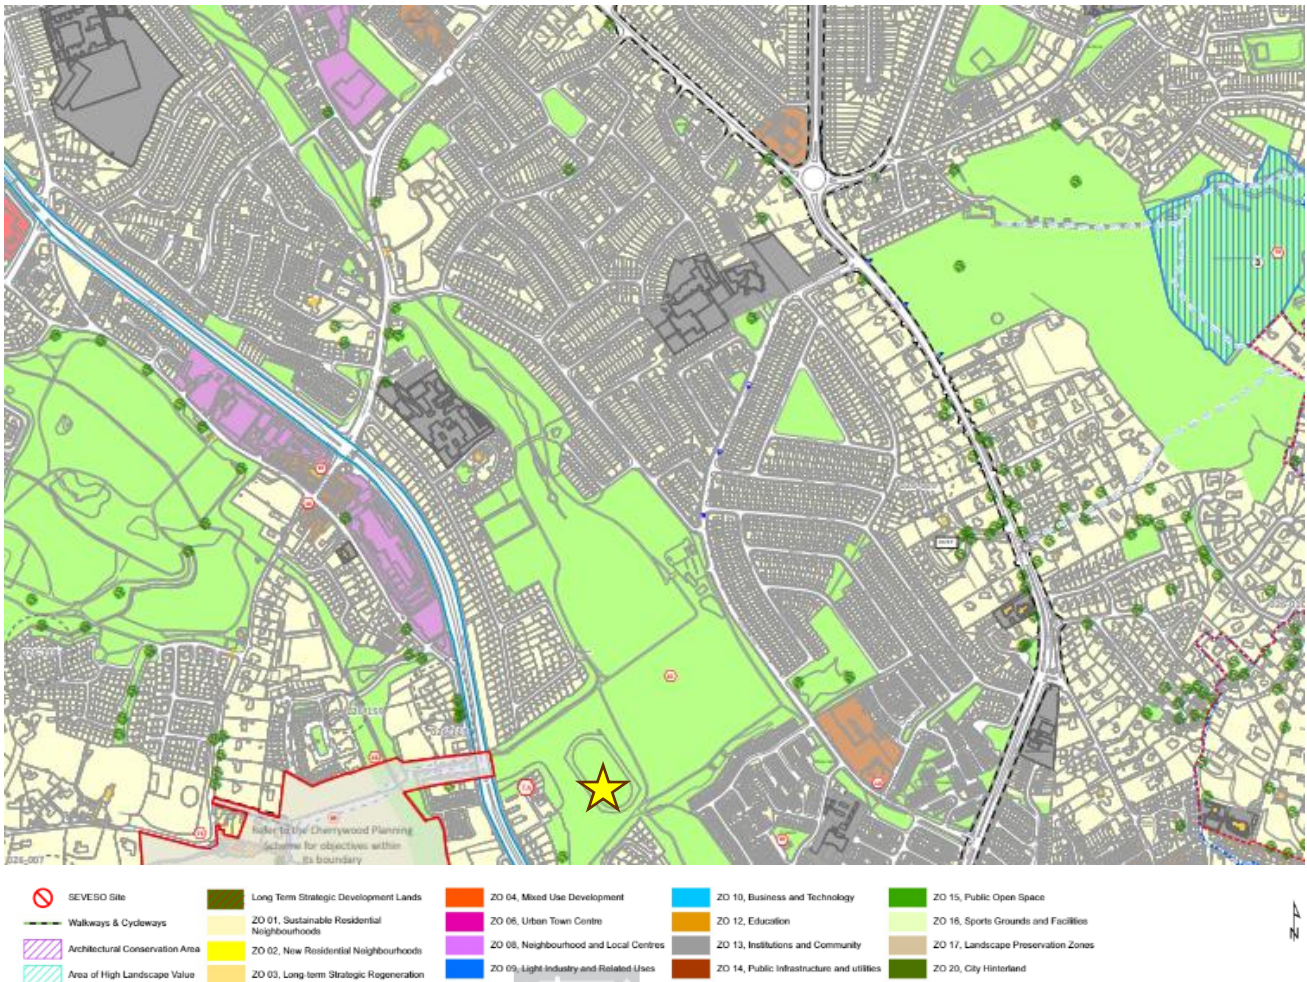 3
Refer to the Cherrywood Planning
Scheme for objectives within
its boundary
026-007
SEVESO Site
Walkways & Cycleways
Architectural Conservation Area
Area of High Landscape Value
Long Term Strategic Development Lands
ZO 01, Sustainable Residential
Neighbourhoods
ZO 02, New Residential Neighbourhoods
ZO 03, Long-term Strategic Regeneration
ZO 04, Mixed Use Development
ZO 06, Urban Town Centre
ZO 08, Neighbourhood and Local Centres
ZO 09, Light Industry and Related Uses
ZO 10, Business and Technology
ZO 12, Education
ZO 13, Institutions and Community
ZO 14, Public Infrastructure and utilities
ZO 15, Public Open Space
ZO 16, Sports Grounds and Facilities
ZO 17, Landscape Preservation Zones
ZO 20, City Hinterland
N